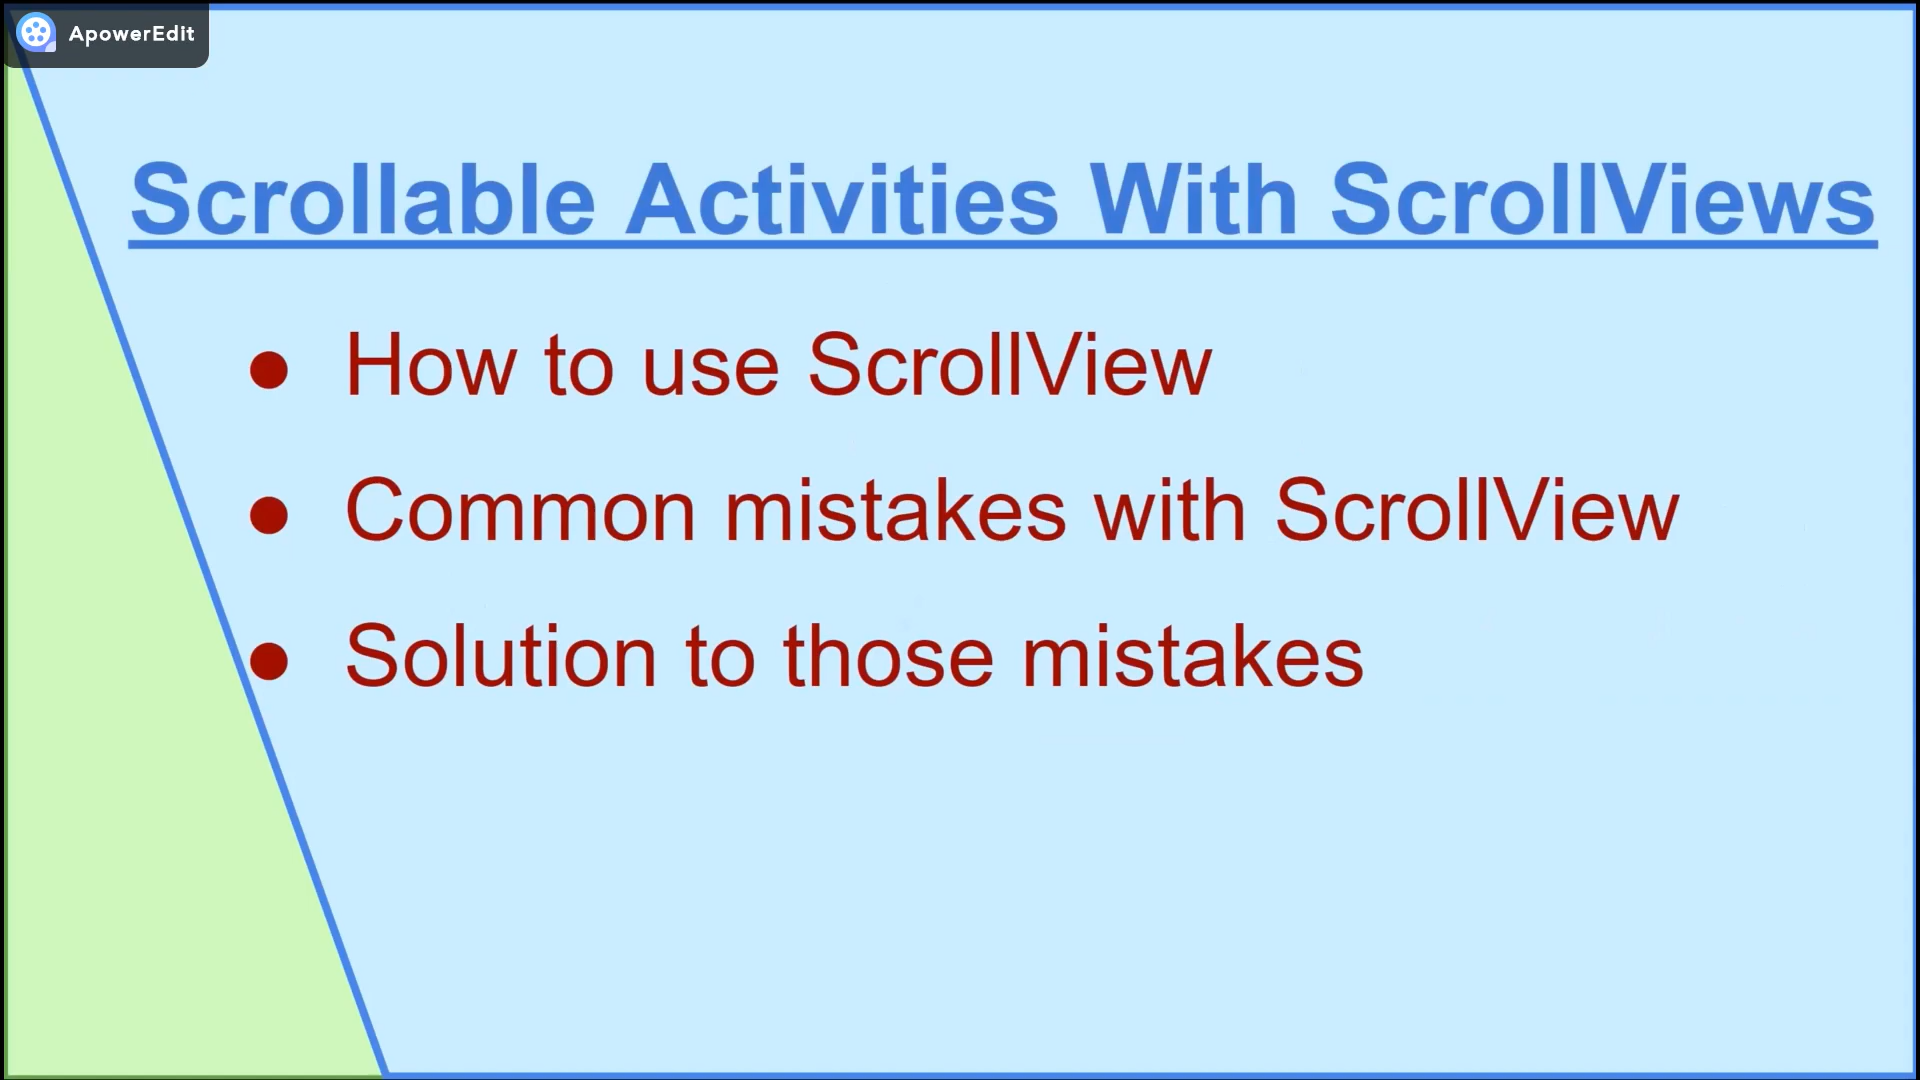 ApowerEdit
Scrollable Activities With ScrollViews
● How to use ScrollView
● Common mistakes with ScrollView
● Solution to those mistakes